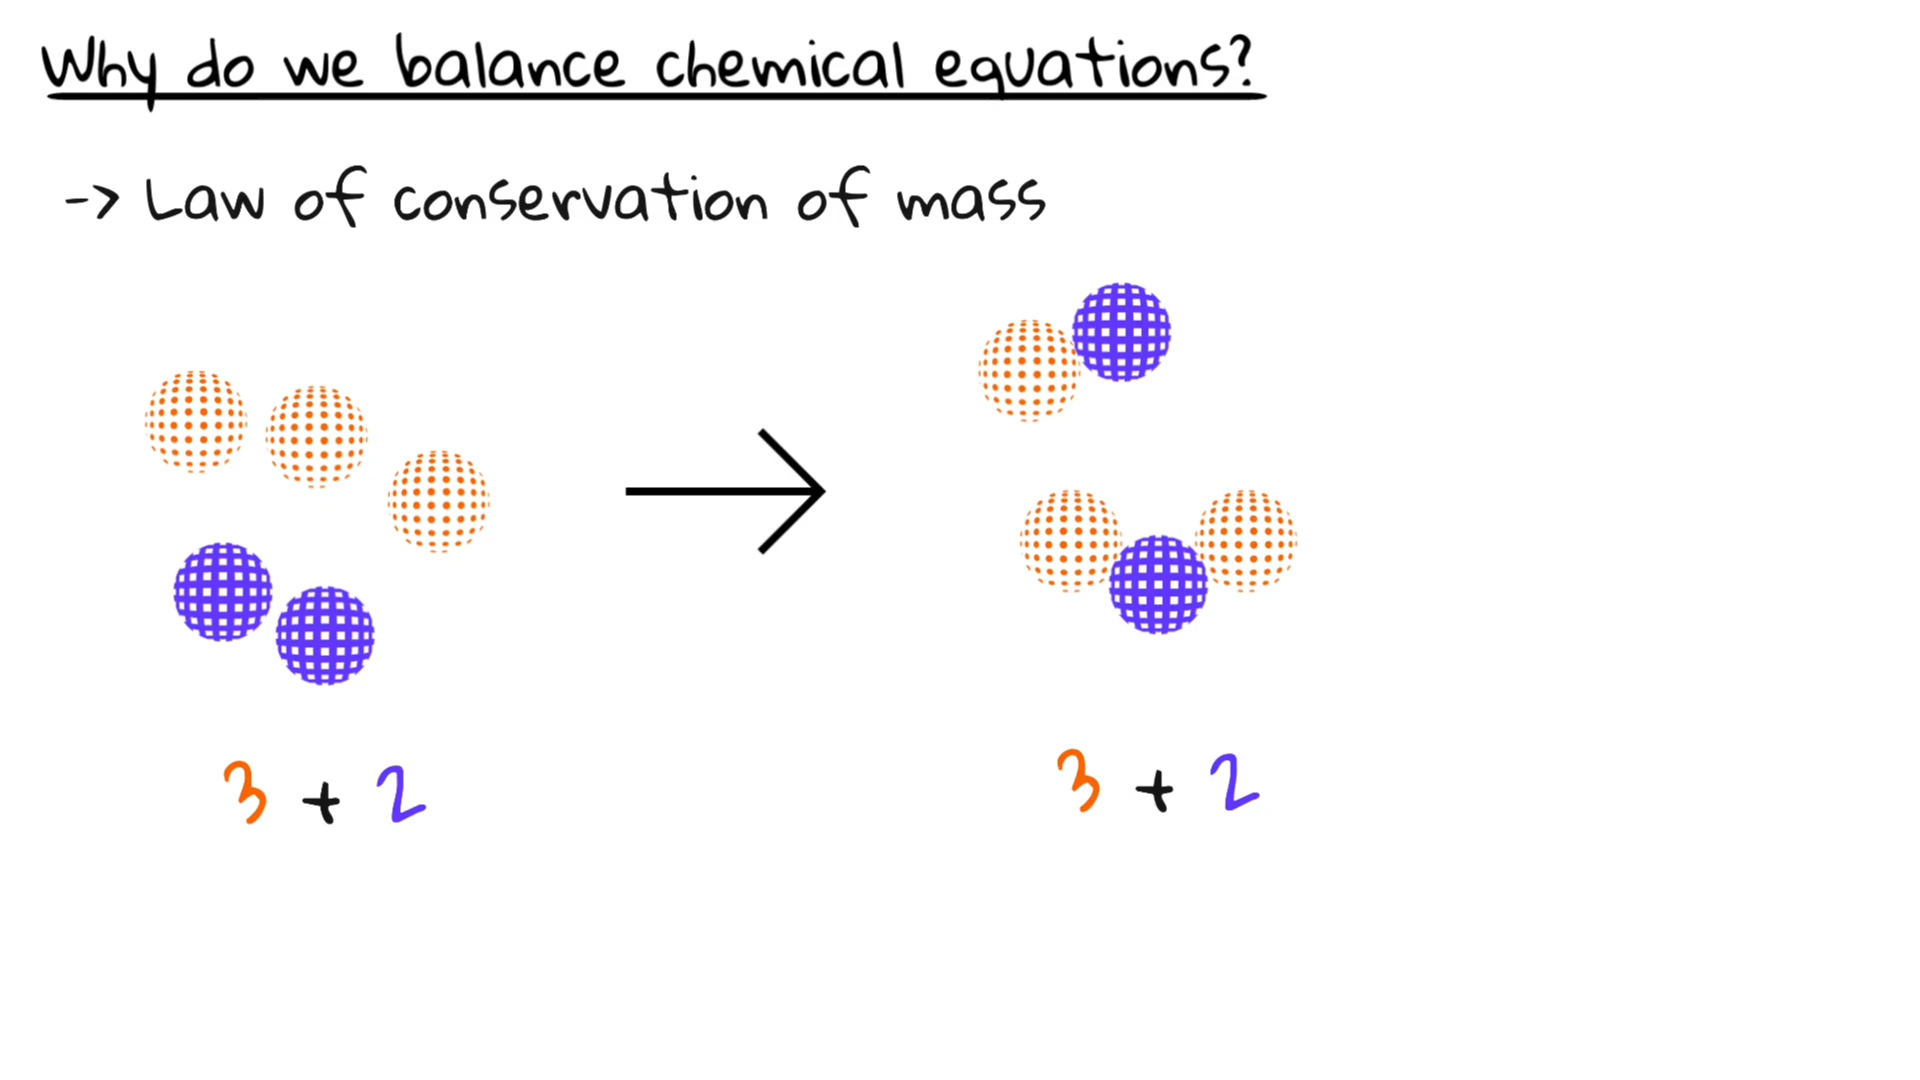 Why do we balance chemical equations?
-> Law of conservation of mass
3 + 2
3 + 2